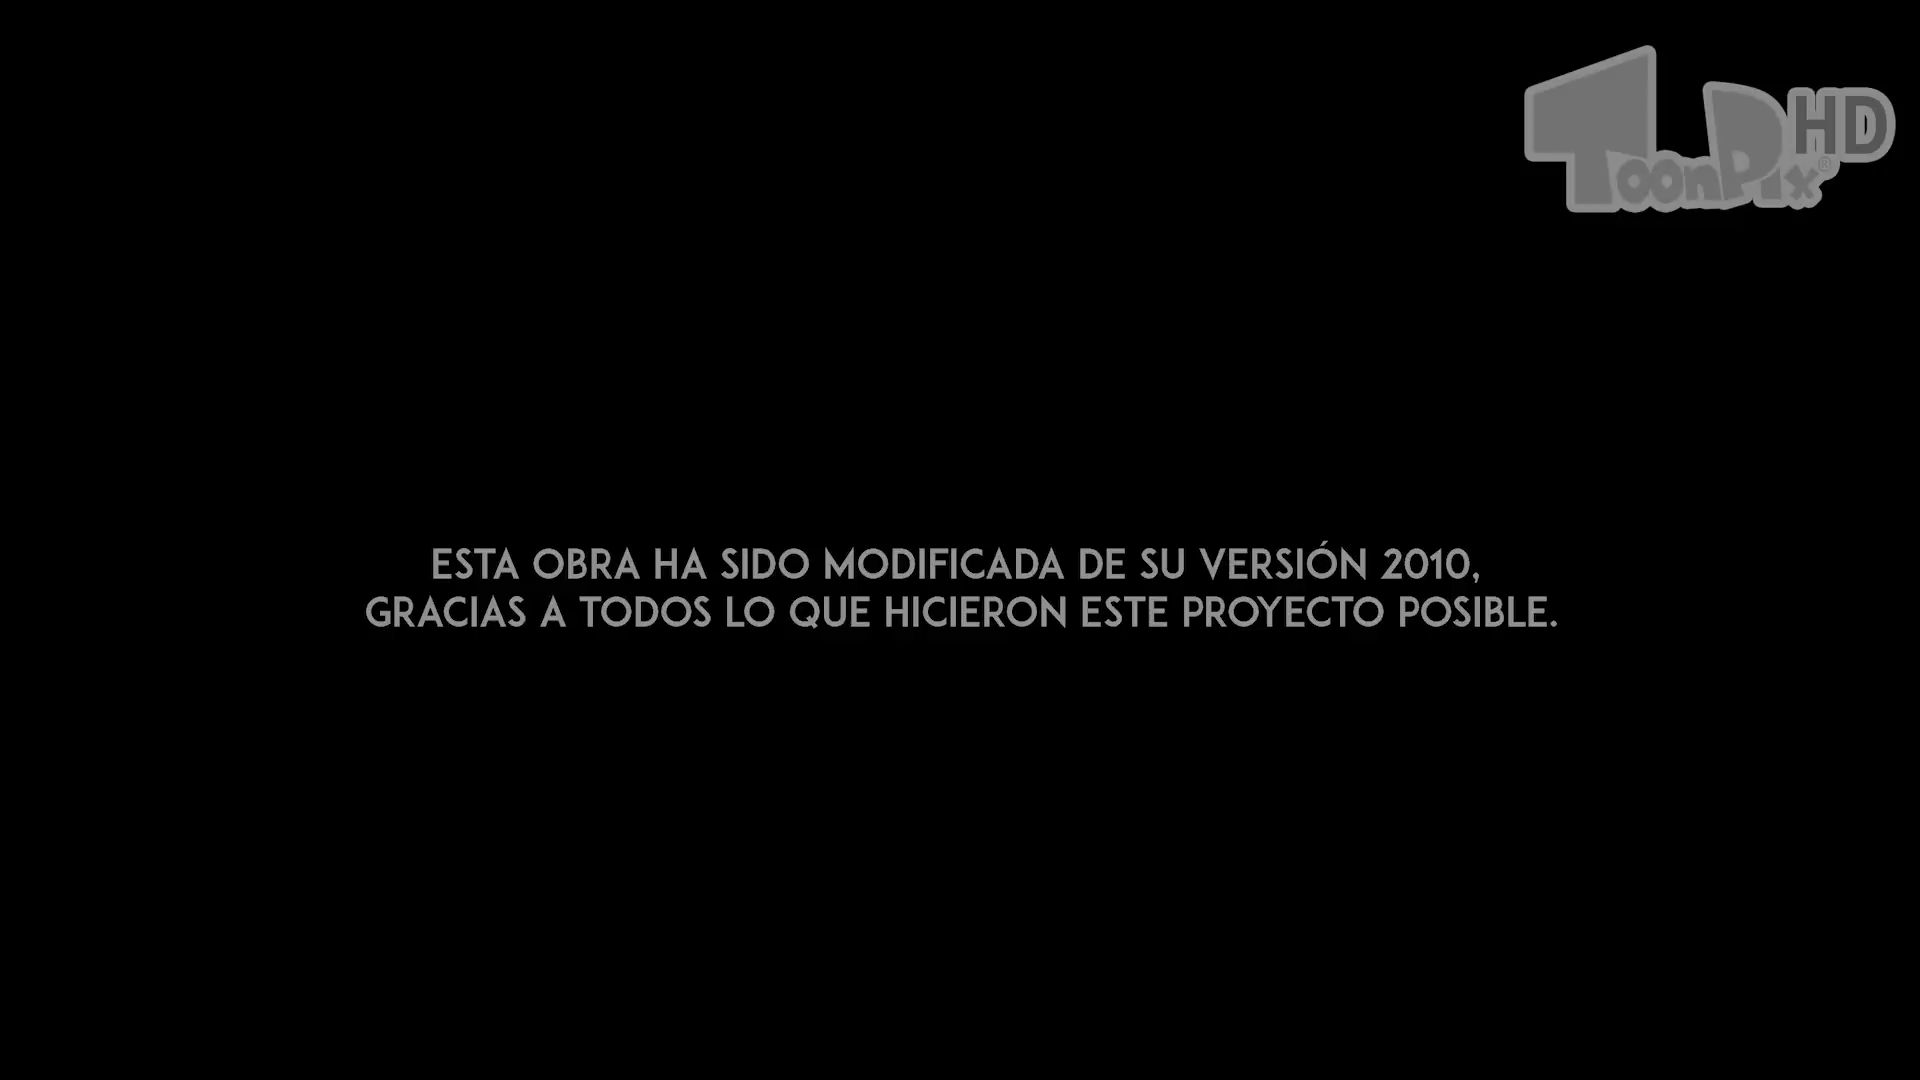 ToonPix® HD
ESTA OBRA HA SIDO MODIFICADA DE SU VERSIÓN 2010,
GRACIAS A TODOS LO QUE HICIERON ESTE PROYECTO POSIBLE.